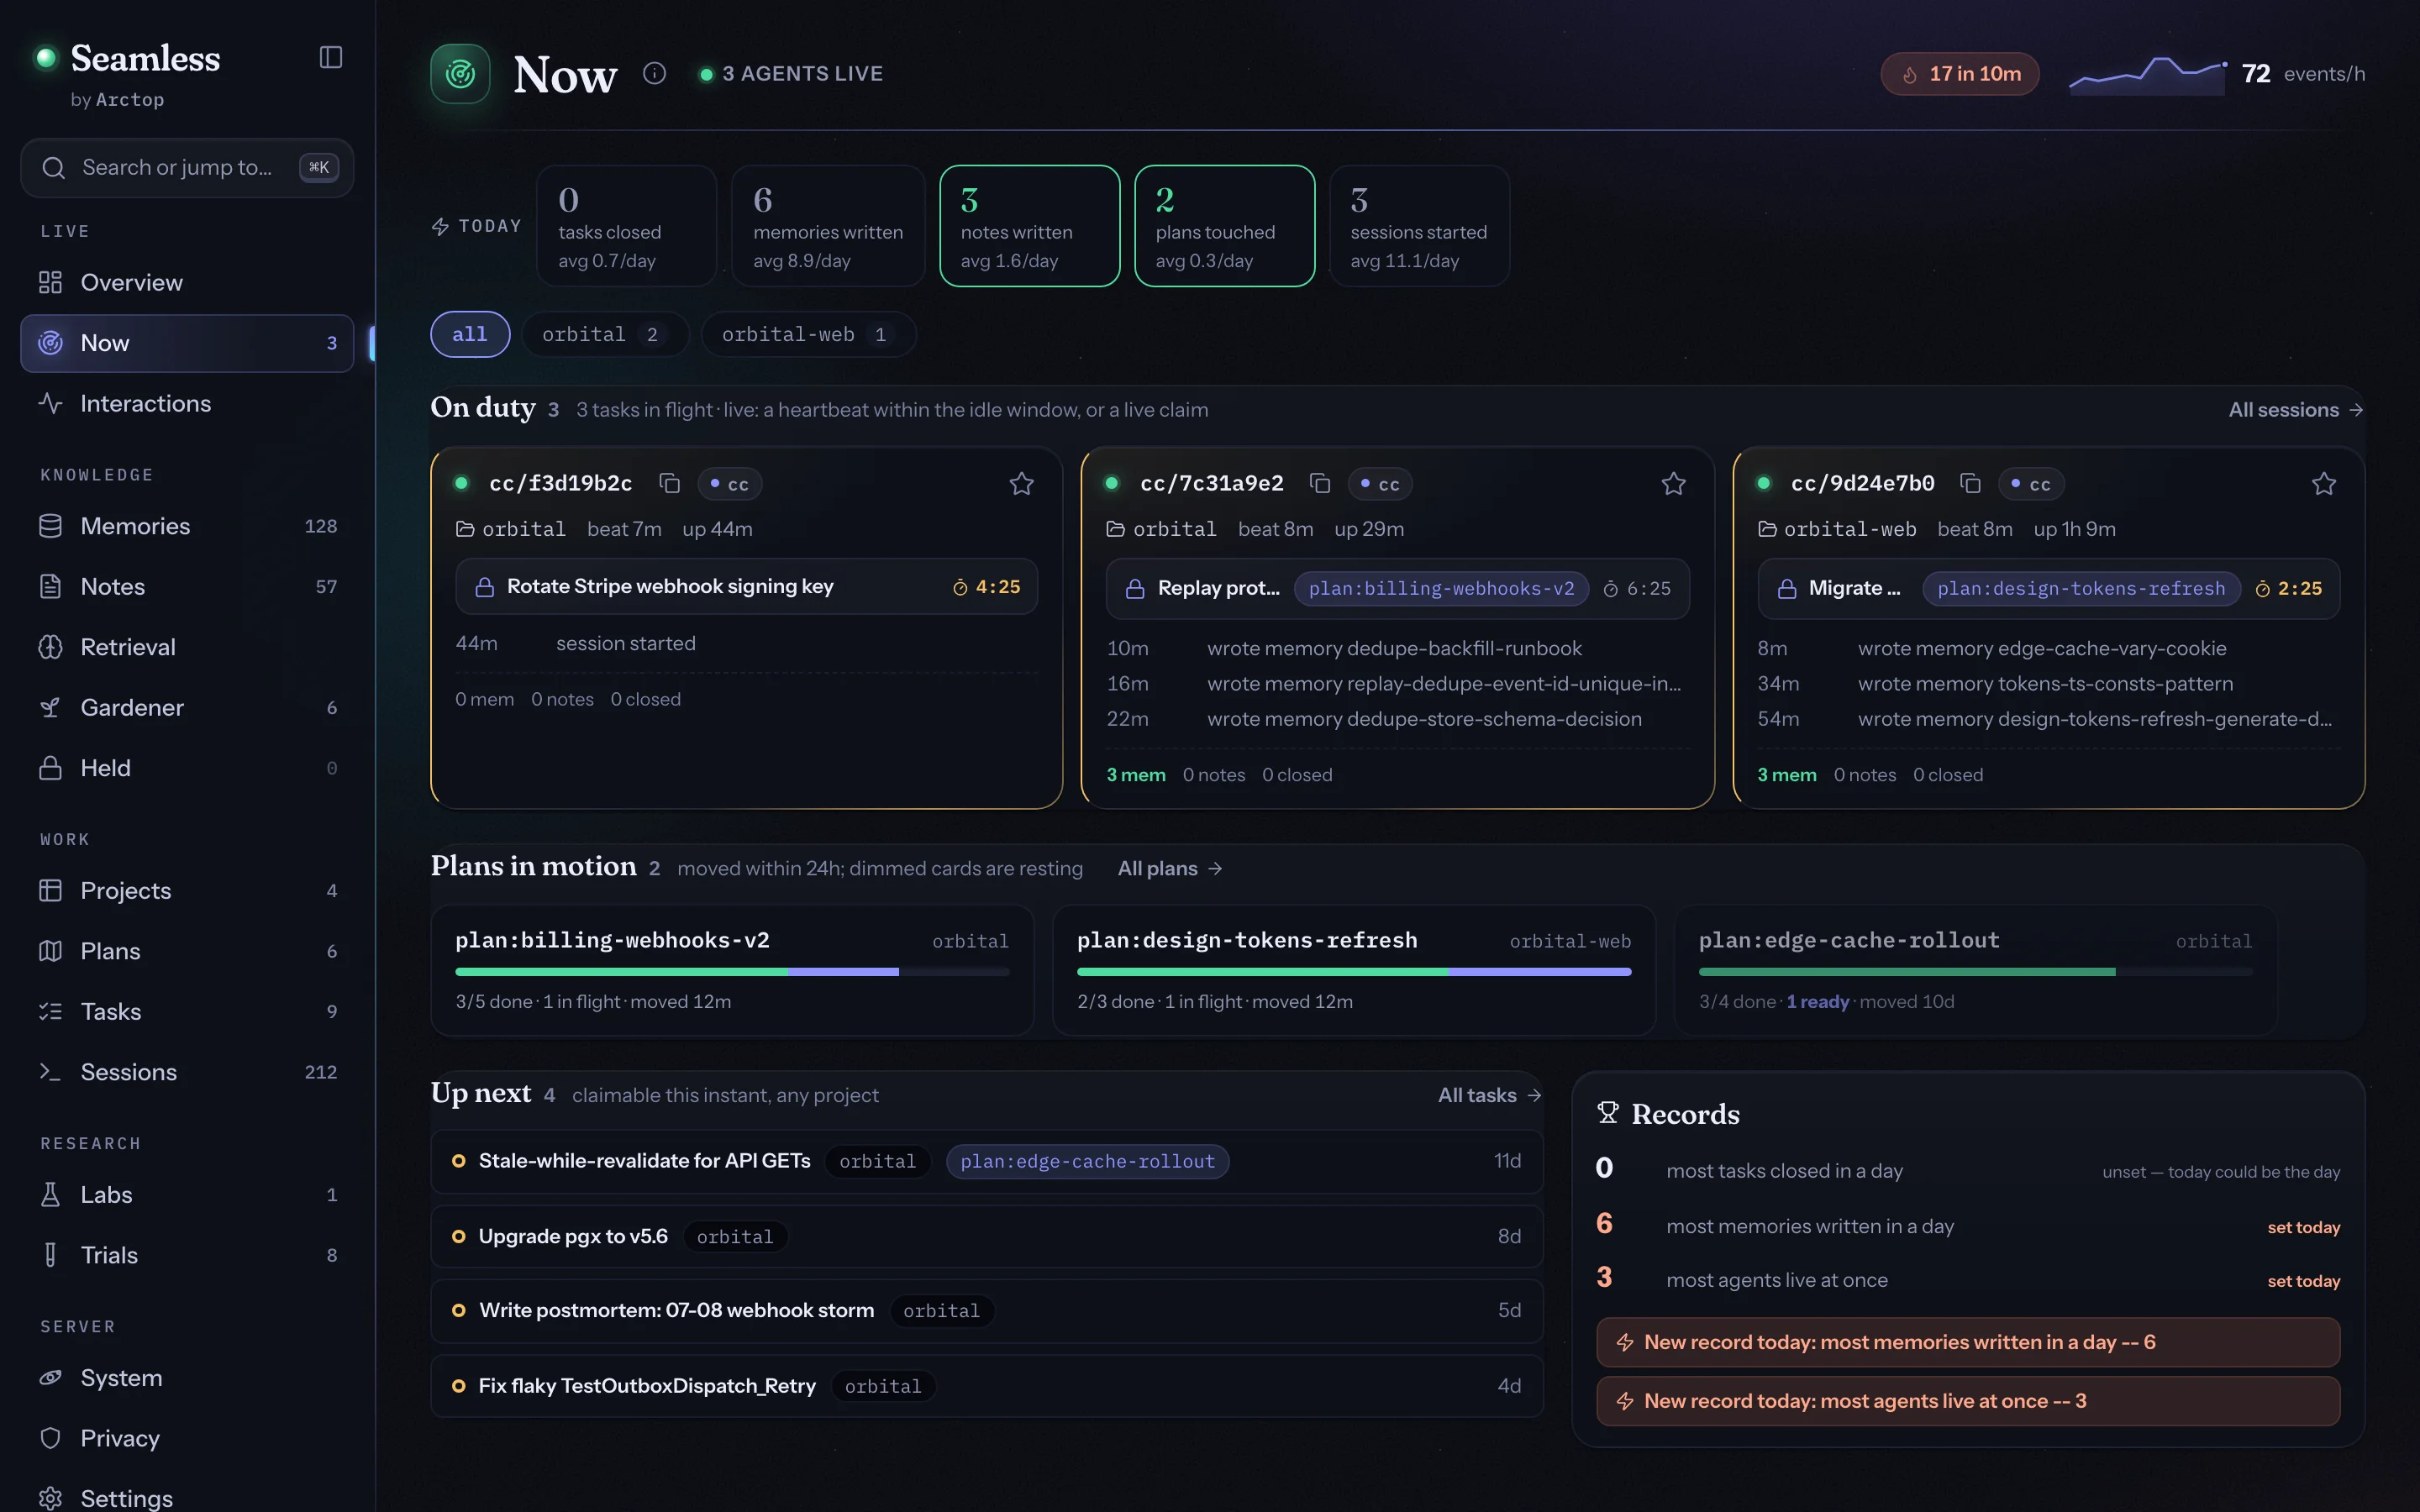 Seamless
by Arctop
Search or jump to... ⌘K
LIVE
Overview
Now 3
Interactions
KNOWLEDGE
Memories 128
Notes 57
Retrieval
Gardener 6
Held 0
WORK
Projects 4
Plans 6
Tasks 9
Sessions 212
RESEARCH
Labs 1
Trials 8
SERVER
System
Privacy
Settings
Now 3 AGENTS LIVE
17 in 10m 72 events/h
TODAY
0
tasks closed
avg 0.7/day
6
memories written
avg 8.9/day
3
notes written
avg 1.6/day
2
plans touched
avg 0.3/day
3
sessions started
avg 11.1/day
all orbital 2 orbital-web 1
On duty 3 3 tasks in flight · live: a heartbeat within the idle window, or a live claim All sessions →
cc/f3d19b2c cc
orbital beat 7m up 44m
Rotate Stripe webhook signing key 4:25
44m session started
0 mem 0 notes 0 closed
cc/7c31a9e2 cc
orbital beat 8m up 29m
Replay prot... plan:billing-webhooks-v2 6:25
10m wrote memory dedupe-backfill-runbook
16m wrote memory replay-dedupe-event-id-unique-in...
22m wrote memory dedupe-store-schema-decision
3 mem 0 notes 0 closed
cc/9d24e7b0 cc
orbital-web beat 8m up 1h 9m
Migrate ... plan:design-tokens-refresh 2:25
8m wrote memory edge-cache-vary-cookie
34m wrote memory tokens-ts-consts-pattern
54m wrote memory design-tokens-refresh-generate-d...
3 mem 0 notes 0 closed
Plans in motion 2 moved within 24h; dimmed cards are resting All plans →
plan:billing-webhooks-v2 orbital
3/5 done · 1 in flight · moved 12m
plan:design-tokens-refresh orbital-web
2/3 done · 1 in flight · moved 12m
plan:edge-cache-rollout orbital
3/4 done · 1 ready · moved 10d
Up next 4 claimable this instant, any project All tasks →
Stale-while-revalidate for API GETs orbital plan:edge-cache-rollout 11d
Upgrade pgx to v5.6 orbital 8d
Write postmortem: 07-08 webhook storm orbital 5d
Fix flaky TestOutboxDispatch_Retry orbital 4d
Records
0 most tasks closed in a day unset — today could be the day
6 most memories written in a day set today
3 most agents live at once set today
New record today: most memories written in a day -- 6
New record today: most agents live at once -- 3